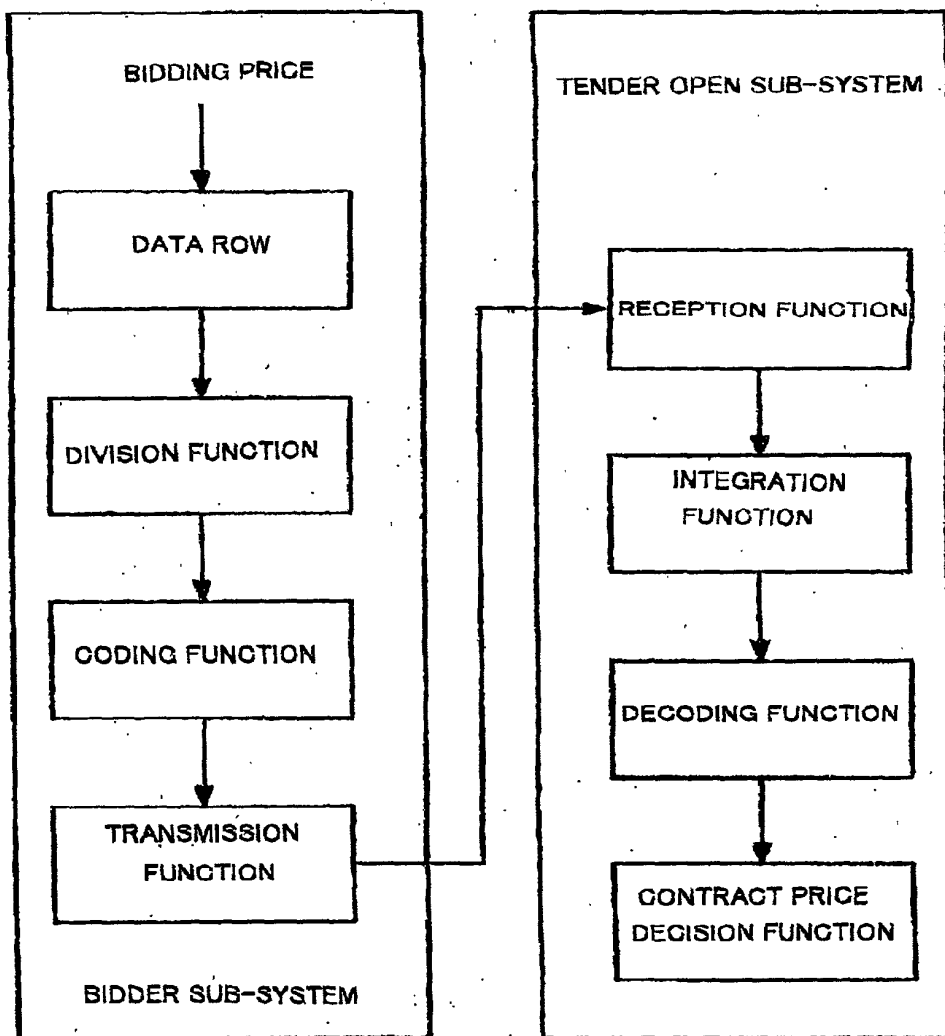 BIDDING PRICE
DATA ROW
DIVISION FUNCTION
CODING FUNCTION
TRANSMISSION
FUNCTION
BIDDER SUB-SYSTEM
TENDER OPEN SUB-SYSTEM
RECEPTION FUNCTION
INTEGRATION
FUNCTION
DECODING FUNCTION
CONTRACT PRICE
DECISION FUNCTION